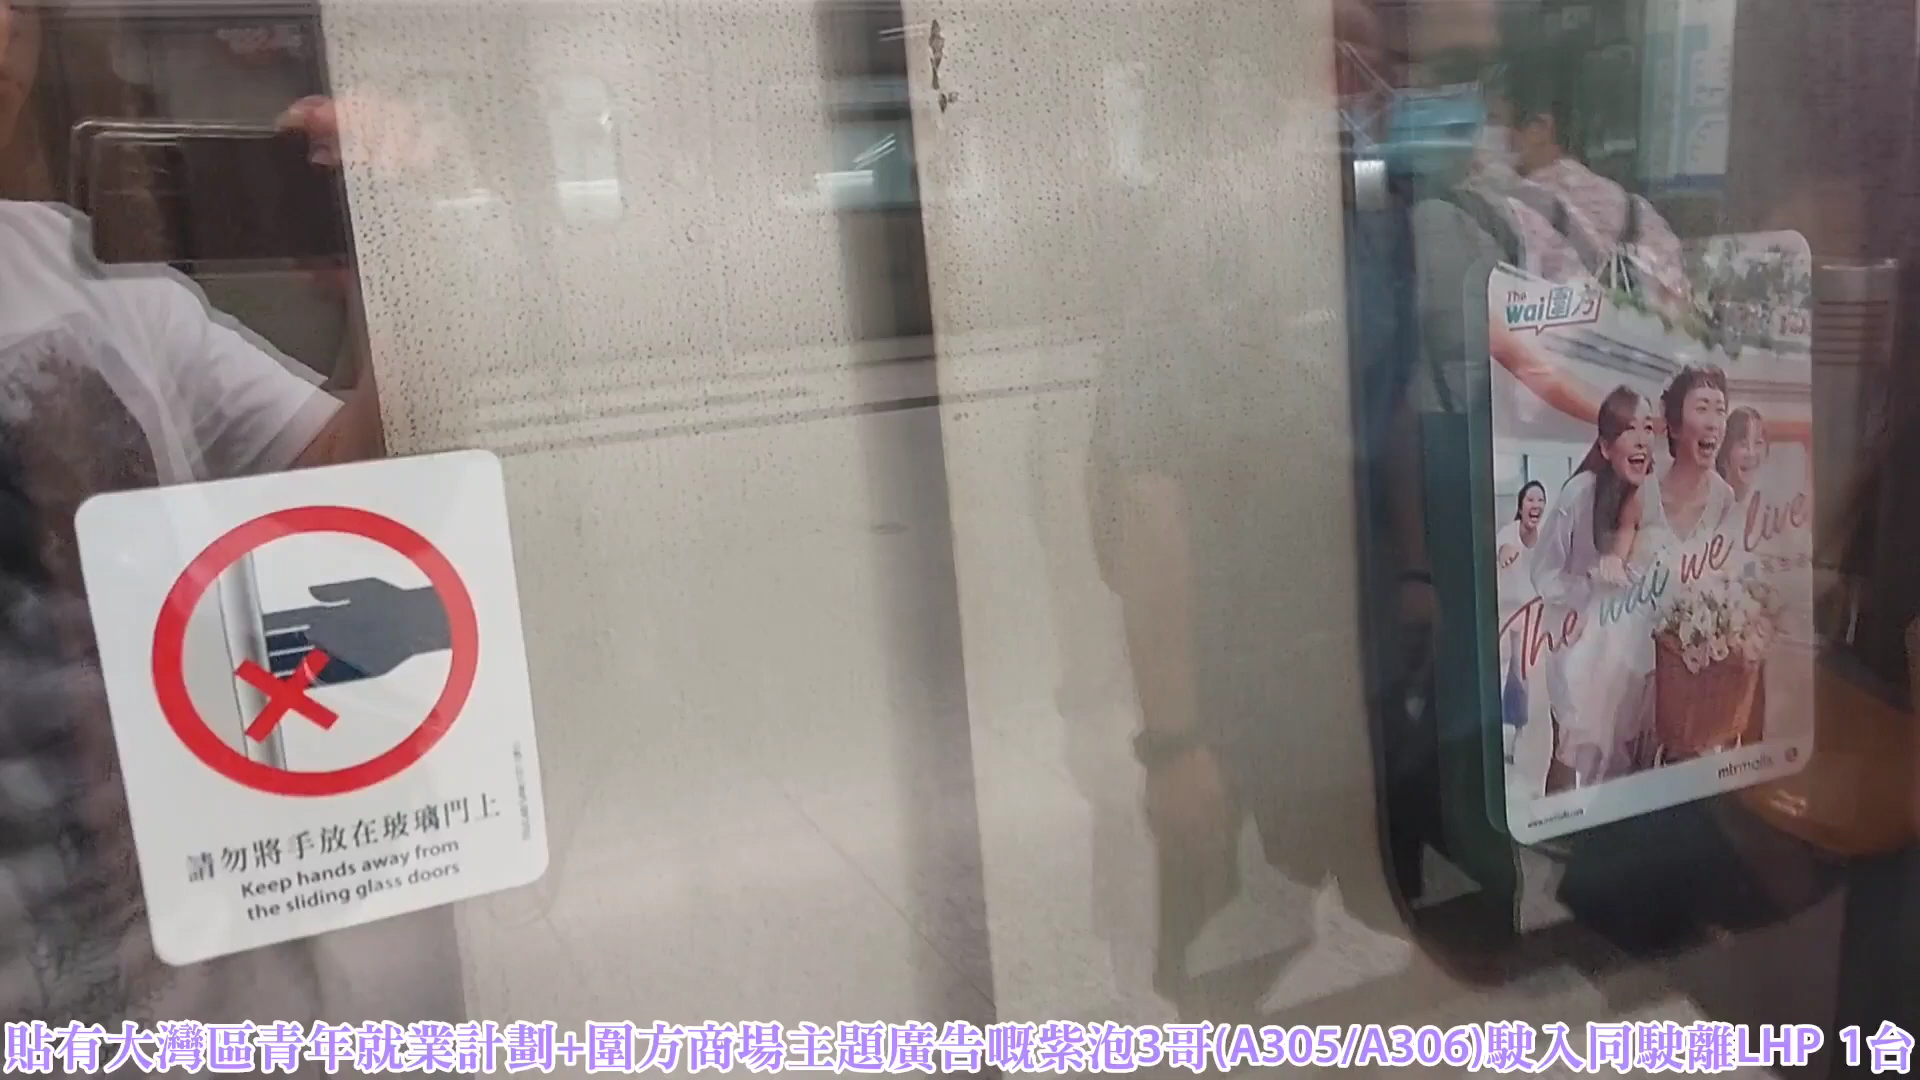 請勿將手放在玻璃門上
Keep hands away from
the sliding glass doors
The
wai圍方
The wai we live
mtrmalls
貼有大灣區青年就業計劃+圍方商場主題廣告嘅紫泡3哥(A305/A306)駛入同駛離LHP 1台